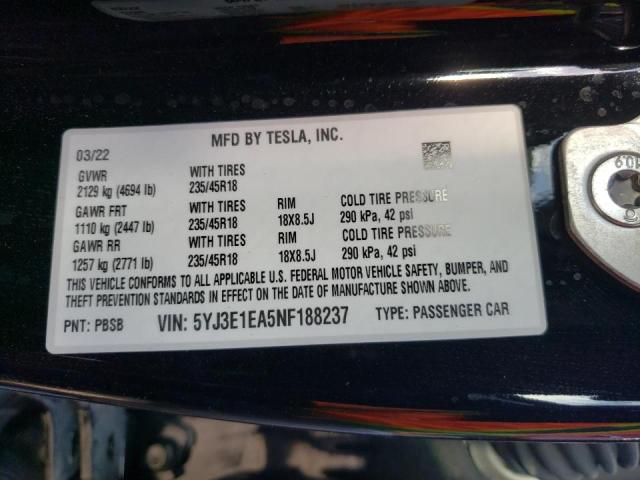 MFD BY TESLA, INC.
03/22
GVWR WITH TIRES
2129 kg (4694 lb) 235/45R18
GAWR FRT WITH TIRES RIM COLD TIRE PRESSURE
1110 kg (2447 lb) 235/45R18 18X8.5J 290 kPa, 42 psi
GAWR RR WITH TIRES RIM COLD TIRE PRESSURE
1257 kg (2771 lb) 235/45R18 18X8.5J 290 kPa, 42 psi
THIS VEHICLE CONFORMS TO ALL APPLICABLE U.S. FEDERAL MOTOR VEHICLE SAFETY, BUMPER, AND
THEFT PREVENTION STANDARDS IN EFFECT ON THE DATE OF MANUFACTURE SHOWN ABOVE.
PNT: PBSB VIN: 5YJ3E1EA5NF188237 TYPE: PASSENGER CAR